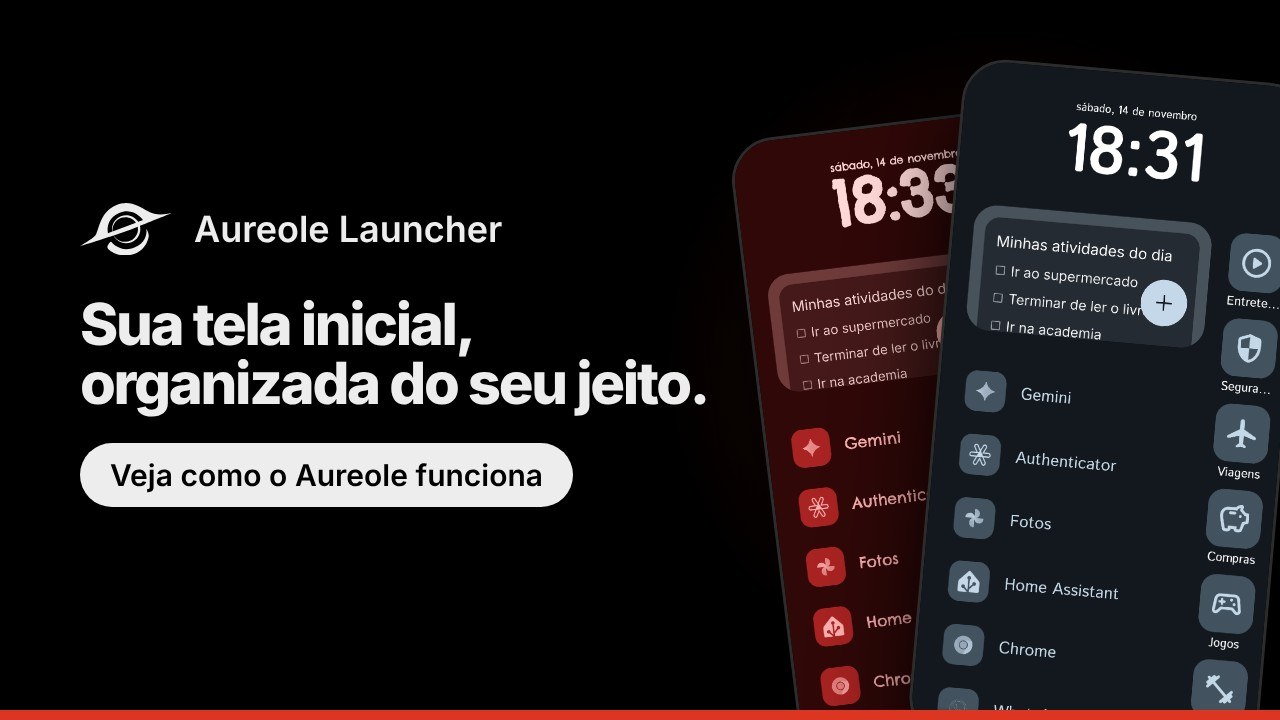 Aureole Launcher
Sua tela inicial,
organizada do seu jeito.
Veja como o Aureole funciona
sábado, 14 de novembro
18:33
Minhas atividades do d
Ir ao supermercado
Terminar de ler o livr
Ir na academia
Gemini
Authentic
Fotos
Home
Chro
sábado, 14 de novembro
18:31
Minhas atividades do dia
Ir ao supermercado
Terminar de ler o livr
Ir na academia
Gemini
Authenticator
Fotos
Home Assistant
Chrome
Entrete...
Segura...
Viagens
Compras
Jogos